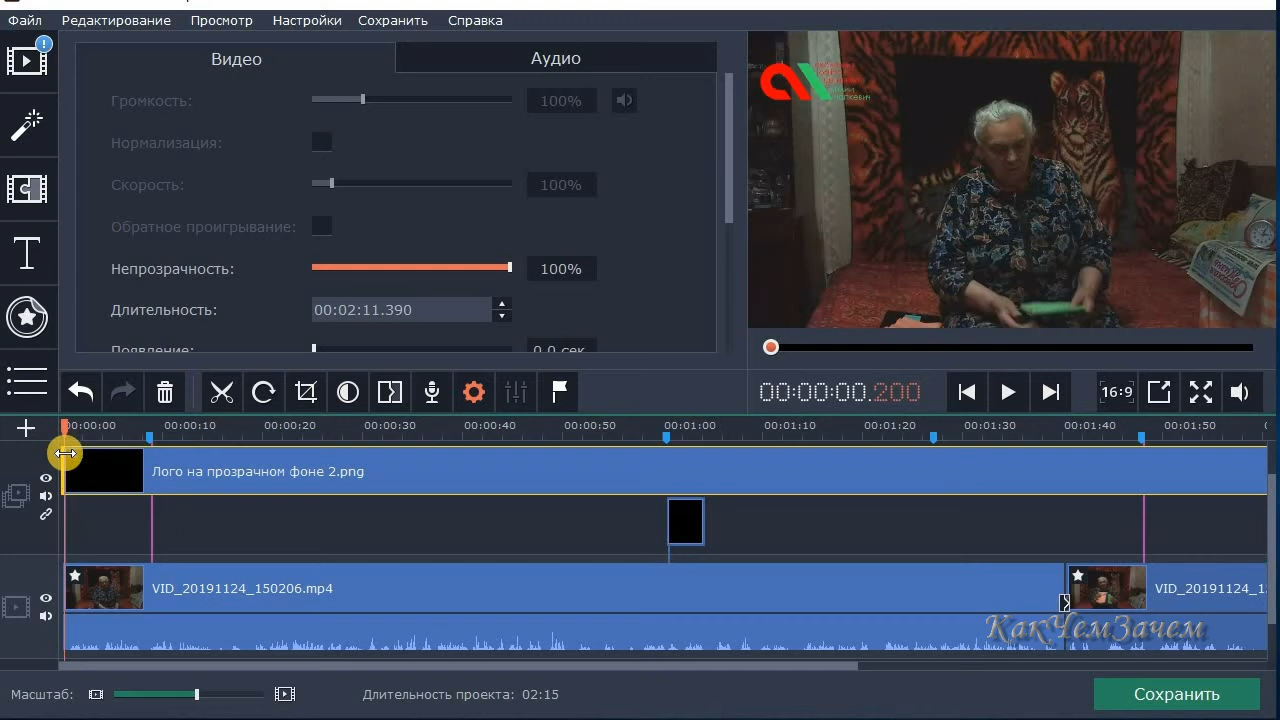 Файл Редактирование Просмотр Настройки Сохранить Справка
Видео Аудио
Громкость: 100%
Нормализация:
Скорость: 100%
Обратное проигрывание:
Непрозрачность: 100%
Длительность: 00:02:11.390
Появление: 0.0 сек
00:00:00.200 16:9
00:00:00 00:00:10 00:00:20 00:00:30 00:00:40 00:00:50 00:01:00 00:01:10 00:01:20 00:01:30 00:01:40 00:01:50
Лого на прозрачном фоне 2.png
VID_20191124_150206.mp4 VID_20191124_1
КакЧемЗачем
Масштаб: Длительность проекта: 02:15 Сохранить